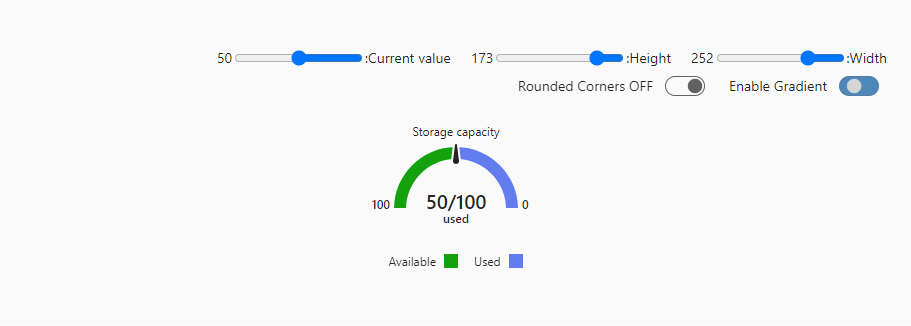 Width: 252 Height: 173 Current value: 50
Enable Gradient Rounded Corners OFF
Storage capacity
100 50/100 0
used
Used Available